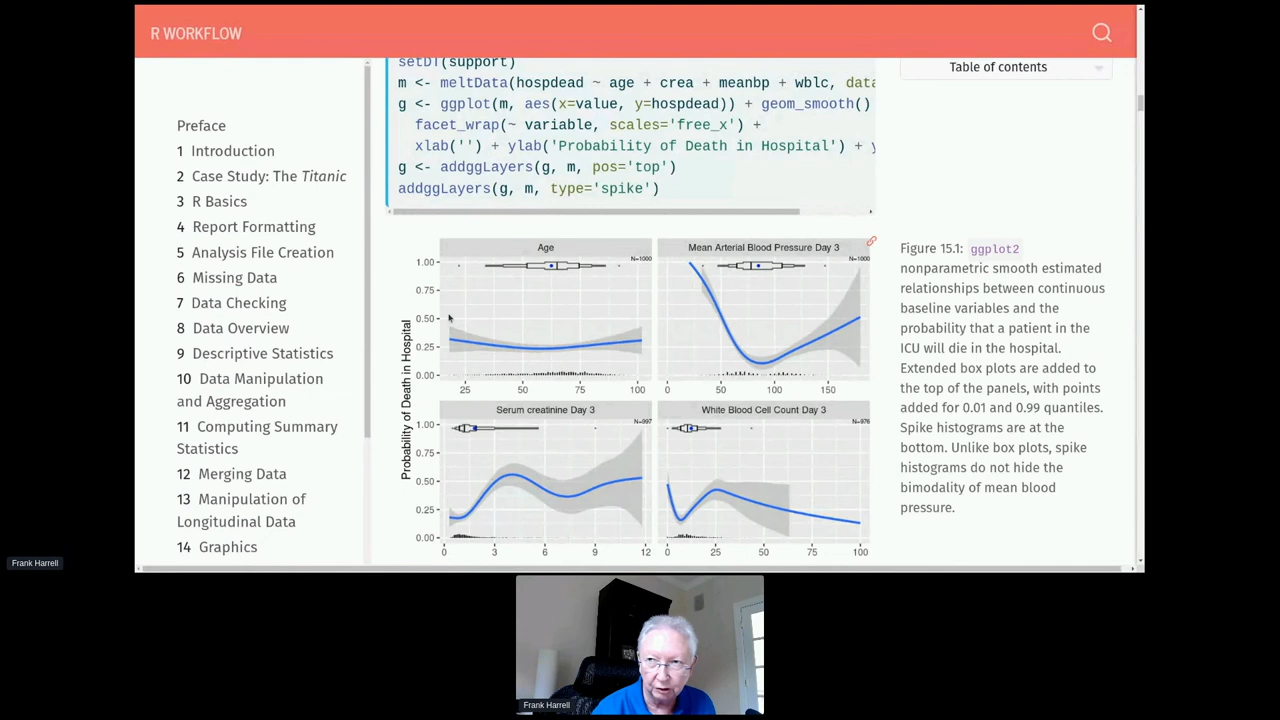 R WORKFLOW
setDT(support)
m <- meltData(hospdead ~ age + crea + meanbp + wblc, data
g <- ggplot(m, aes(x=value, y=hospdead)) + geom_smooth()
facet_wrap(~ variable, scales='free_x') +
xlab('') + ylab('Probability of Death in Hospital') + y
g <- addggLayers(g, m, pos='top')
addggLayers(g, m, type='spike')
Table of contents
Preface
1 Introduction
2 Case Study: The Titanic
3 R Basics
4 Report Formatting
5 Analysis File Creation
6 Missing Data
7 Data Checking
8 Data Overview
9 Descriptive Statistics
10 Data Manipulation
and Aggregation
11 Computing Summary
Statistics
12 Merging Data
13 Manipulation of
Longitudinal Data
14 Graphics
Probability of Death in Hospital
Age
N=1000
1.00
0.75
0.50
0.25
0.00
25 50 75 100
Mean Arterial Blood Pressure Day 3
N=1000
0 50 100 150
Serum creatinine Day 3
N=997
1.00
0.75
0.50
0.25
0.00
0 3 6 9 12
White Blood Cell Count Day 3
N=976
0 25 50 75 100
Figure 15.1: ggplot2
nonparametric smooth estimated
relationships between continuous
baseline variables and the
probability that a patient in the
ICU will die in the hospital.
Extended box plots are added to
the top of the panels, with points
added for 0.01 and 0.99 quantiles.
Spike histograms are at the
bottom. Unlike box plots, spike
histograms do not hide the
bimodality of mean blood
pressure.
Frank Harrell
Frank Harrell